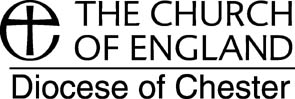 THE CHURCH
OF ENGLAND
Diocese of Chester